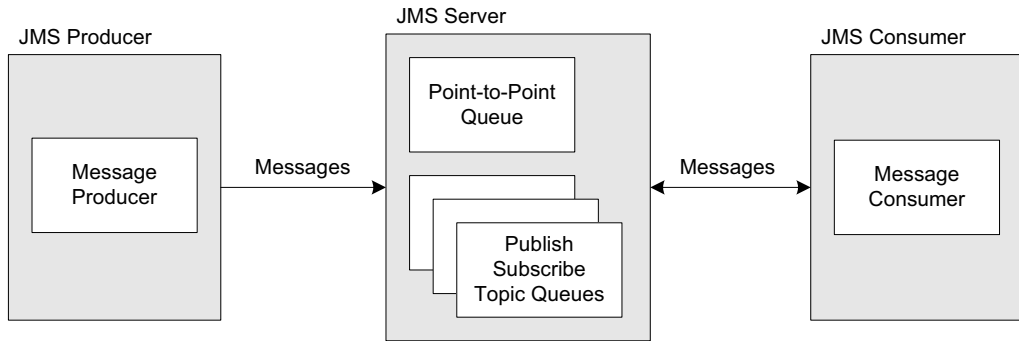 JMS Producer
Message
Producer
Messages
JMS Server
Point-to-Point
Queue
Publish
Subscribe
Topic Queues
Messages
JMS Consumer
Message
Consumer